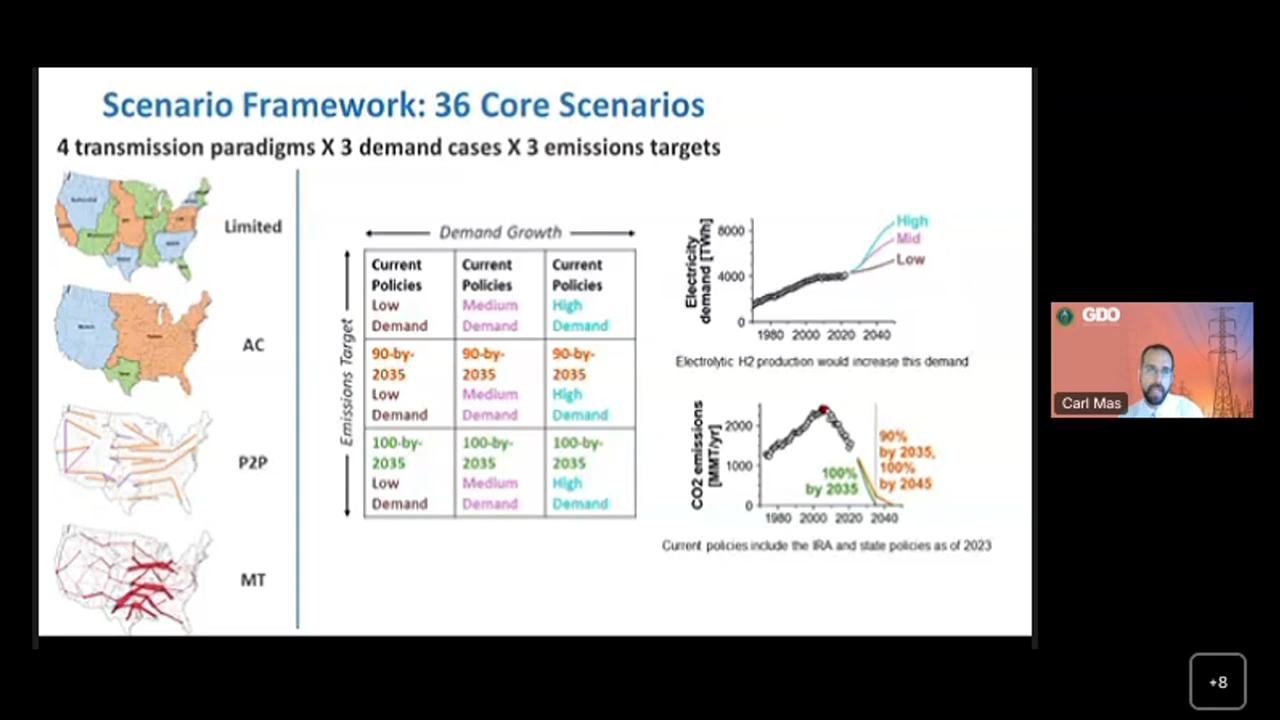 Scenario Framework: 36 Core Scenarios
4 transmission paradigms X 3 demand cases X 3 emissions targets
Limited
AC
P2P
MT
Demand Growth
Emissions Target
Current
Policies
Low
Demand
Current
Policies
Medium
Demand
Current
Policies
High
Demand
90-by-
2035
Low
Demand
90-by-
2035
Medium
Demand
90-by-
2035
High
Demand
100-by-
2035
Low
Demand
100-by-
2035
Medium
Demand
100-by-
2035
High
Demand
Electricity
demand [TWh]
8000
4000
0
1980 2000 2020 2040
High
Mid
Low
Electrolytic H2 production would increase this demand
CO2 emissions
[MMT/yr]
2000
1000
0
1980 2000 2020 2040
100%
by 2035
90%
by 2035,
100%
by 2045
Current policies include the IRA and state policies as of 2023
GDO
Carl Mas
+8